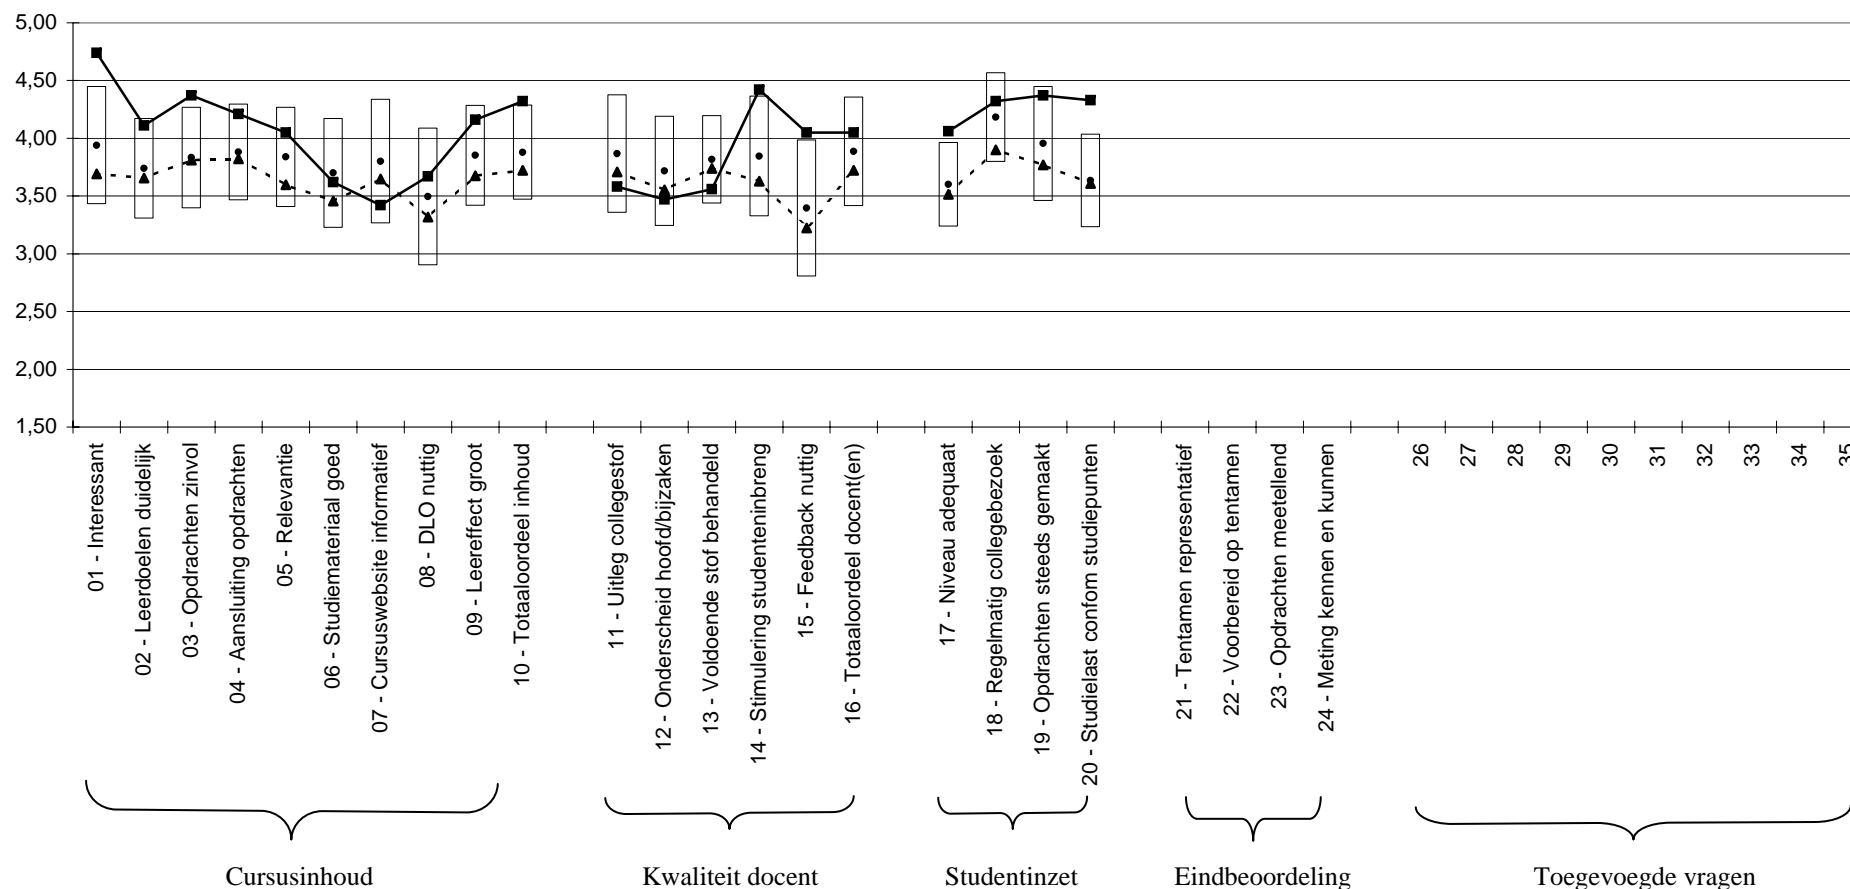 5,00
4,50
4,00
3,50
3,00
2,50
2,00
1,50
01 - Interessant
02 - Leerdoelen duidelijk
03 - Opdrachten zinvol
04 - Aansluiting opdrachten
05 - Relevantie
06 - Studiemateriaal goed
07 - Cursuswebsite informatief
08 - DLO nuttig
09 - Leereffect groot
10 - Totaaloordeel inhoud
11 - Uitleg collegestof
12 - Onderscheid hoofd/bijzaken
13 - Voldoende stof behandeld
14 - Stimulering studenteninbreng
15 - Feedback nuttig
16 - Totaaloordeel docent(en)
17 - Niveau adequaat
18 - Regelmatig collegebezoek
19 - Opdrachten steeds gemaakt
20 - Studielast confom studiepunten
21 - Tentamen representatief
22 - Voorbereid op tentamen
23 - Opdrachten meetellend
24 - Meting kennen en kunnen
26
27
28
29
30
31
32
33
34
35
Cursusinhoud
Kwaliteit docent
Studentinzet
Eindbeoordeling
Toegevoegde vragen